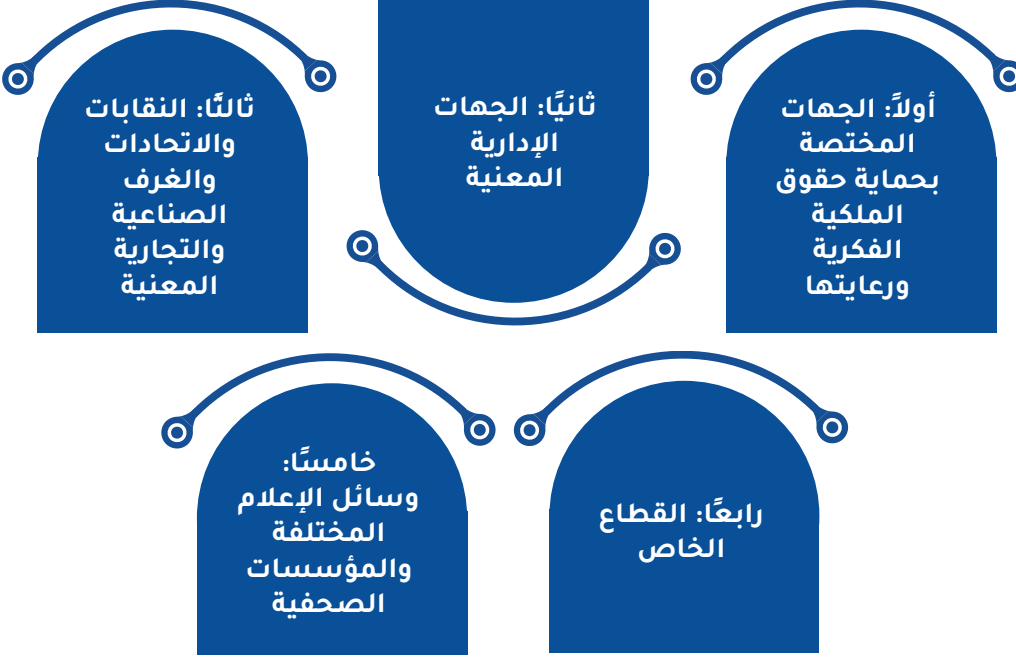 أولاً: الجهات
المختصة
بحماية حقوق
الملكية
الفكرية
ورعايتها
ثانيًا: الجهات
الإدارية
المعنية
ثالثًا: النقابات
والاتحادات
والغرف
الصناعية
والتجارية
المعنية
رابعًا: القطاع
الخاص
خامسًا:
وسائل الإعلام
المختلفة
والمؤسسات
الصحفية